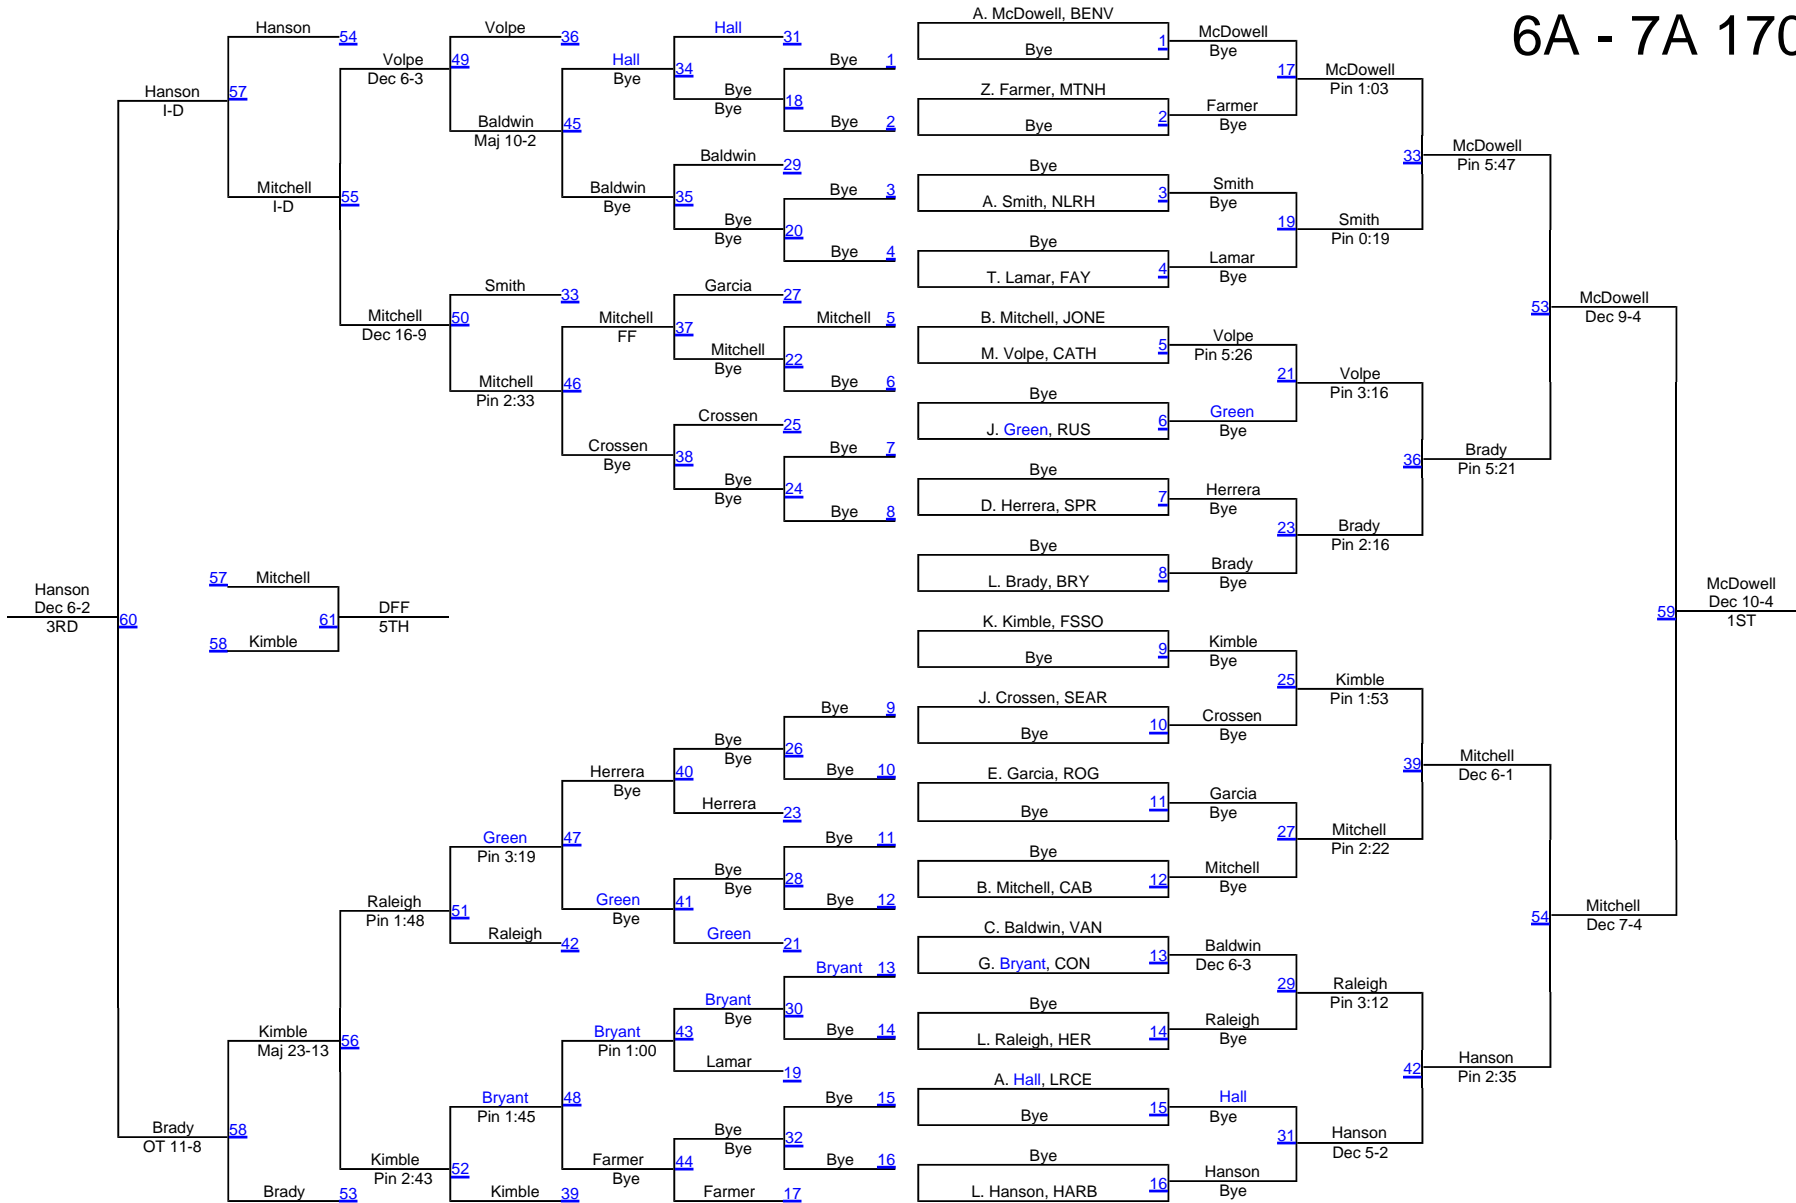 6A - 7A 170
A. McDowell, BENV
1
Bye
Z. Farmer, MTNH
2
Bye
Bye
3
A. Smith, NLRH
Bye
4
T. Lamar, FAY
B. Mitchell, JONE
5
M. Volpe, CATH
Bye
6
J. Green, RUS
Bye
7
D. Herrera, SPR
Bye
8
L. Brady, BRY
K. Kimble, FSSO
9
Bye
J. Crossen, SEAR
10
Bye
E. Garcia, ROG
11
Bye
Bye
12
B. Mitchell, CAB
C. Baldwin, VAN
13
G. Bryant, CON
Bye
14
L. Raleigh, HER
A. Hall, LRCE
15
Bye
Bye
16
L. Hanson, HARB
McDowell
Bye
17
Farmer
Bye
Smith
Bye
19
Lamar
Bye
Volpe
Pin 5:26
21
Green
Bye
Herrera
Bye
23
Brady
Bye
Kimble
Bye
25
Crossen
Bye
Garcia
Bye
27
Mitchell
Bye
Baldwin
Dec 6-3
29
Raleigh
Bye
Hall
Bye
31
Hanson
Bye
McDowell
Pin 1:03
33
Smith
Pin 0:19
Volpe
Pin 3:16
36
Brady
Pin 2:16
Kimble
Pin 1:53
39
Mitchell
Pin 2:22
Raleigh
Pin 3:12
42
Hanson
Dec 5-2
McDowell
Pin 5:47
53
Brady
Pin 5:21
Mitchell
Dec 6-1
54
Hanson
Pin 2:35
McDowell
Dec 9-4
59
Mitchell
Dec 7-4
McDowell
Dec 10-4
1ST
Bye 1
18
Bye 2
Bye 3
20
Bye 4
Mitchell 5
22
Bye 6
Bye 7
24
Bye 8
Bye 9
26
Bye 10
Bye 11
28
Bye 12
Bryant 13
30
Bye 14
Bye 15
32
Bye 16
Hall 31
34
Bye
Bye
Baldwin 29
35
Bye
Bye
Garcia 27
37
Mitchell
Bye
Crossen 25
38
Bye
Bye
Bye
Bye
40
Herrera 23
Bye
Bye
41
Green 21
Bryant
Bye
43
Lamar 19
Bye
Bye
44
Farmer 17
Hall
Bye
45
Baldwin
Bye
Mitchell
FF
46
Crossen
Bye
Herrera
Bye
47
Green
Bye
Bryant
Pin 1:00
48
Farmer
Bye
Volpe 36
49
Baldwin
Maj 10-2
Smith 33
50
Mitchell
Pin 2:33
Green
Pin 3:19
51
Raleigh 42
Bryant
Pin 1:45
52
Kimble 39
Volpe
Dec 6-3
55
Mitchell
Dec 16-9
Raleigh
Pin 1:48
56
Kimble
Pin 2:43
Hanson 54
57
Mitchell
I-D
Kimble
Maj 23-13
58
Brady 53
Hanson
I-D
60
Brady
OT 11-8
Hanson
Dec 6-2
3RD
57 Mitchell
61
58 Kimble
DFF
5TH